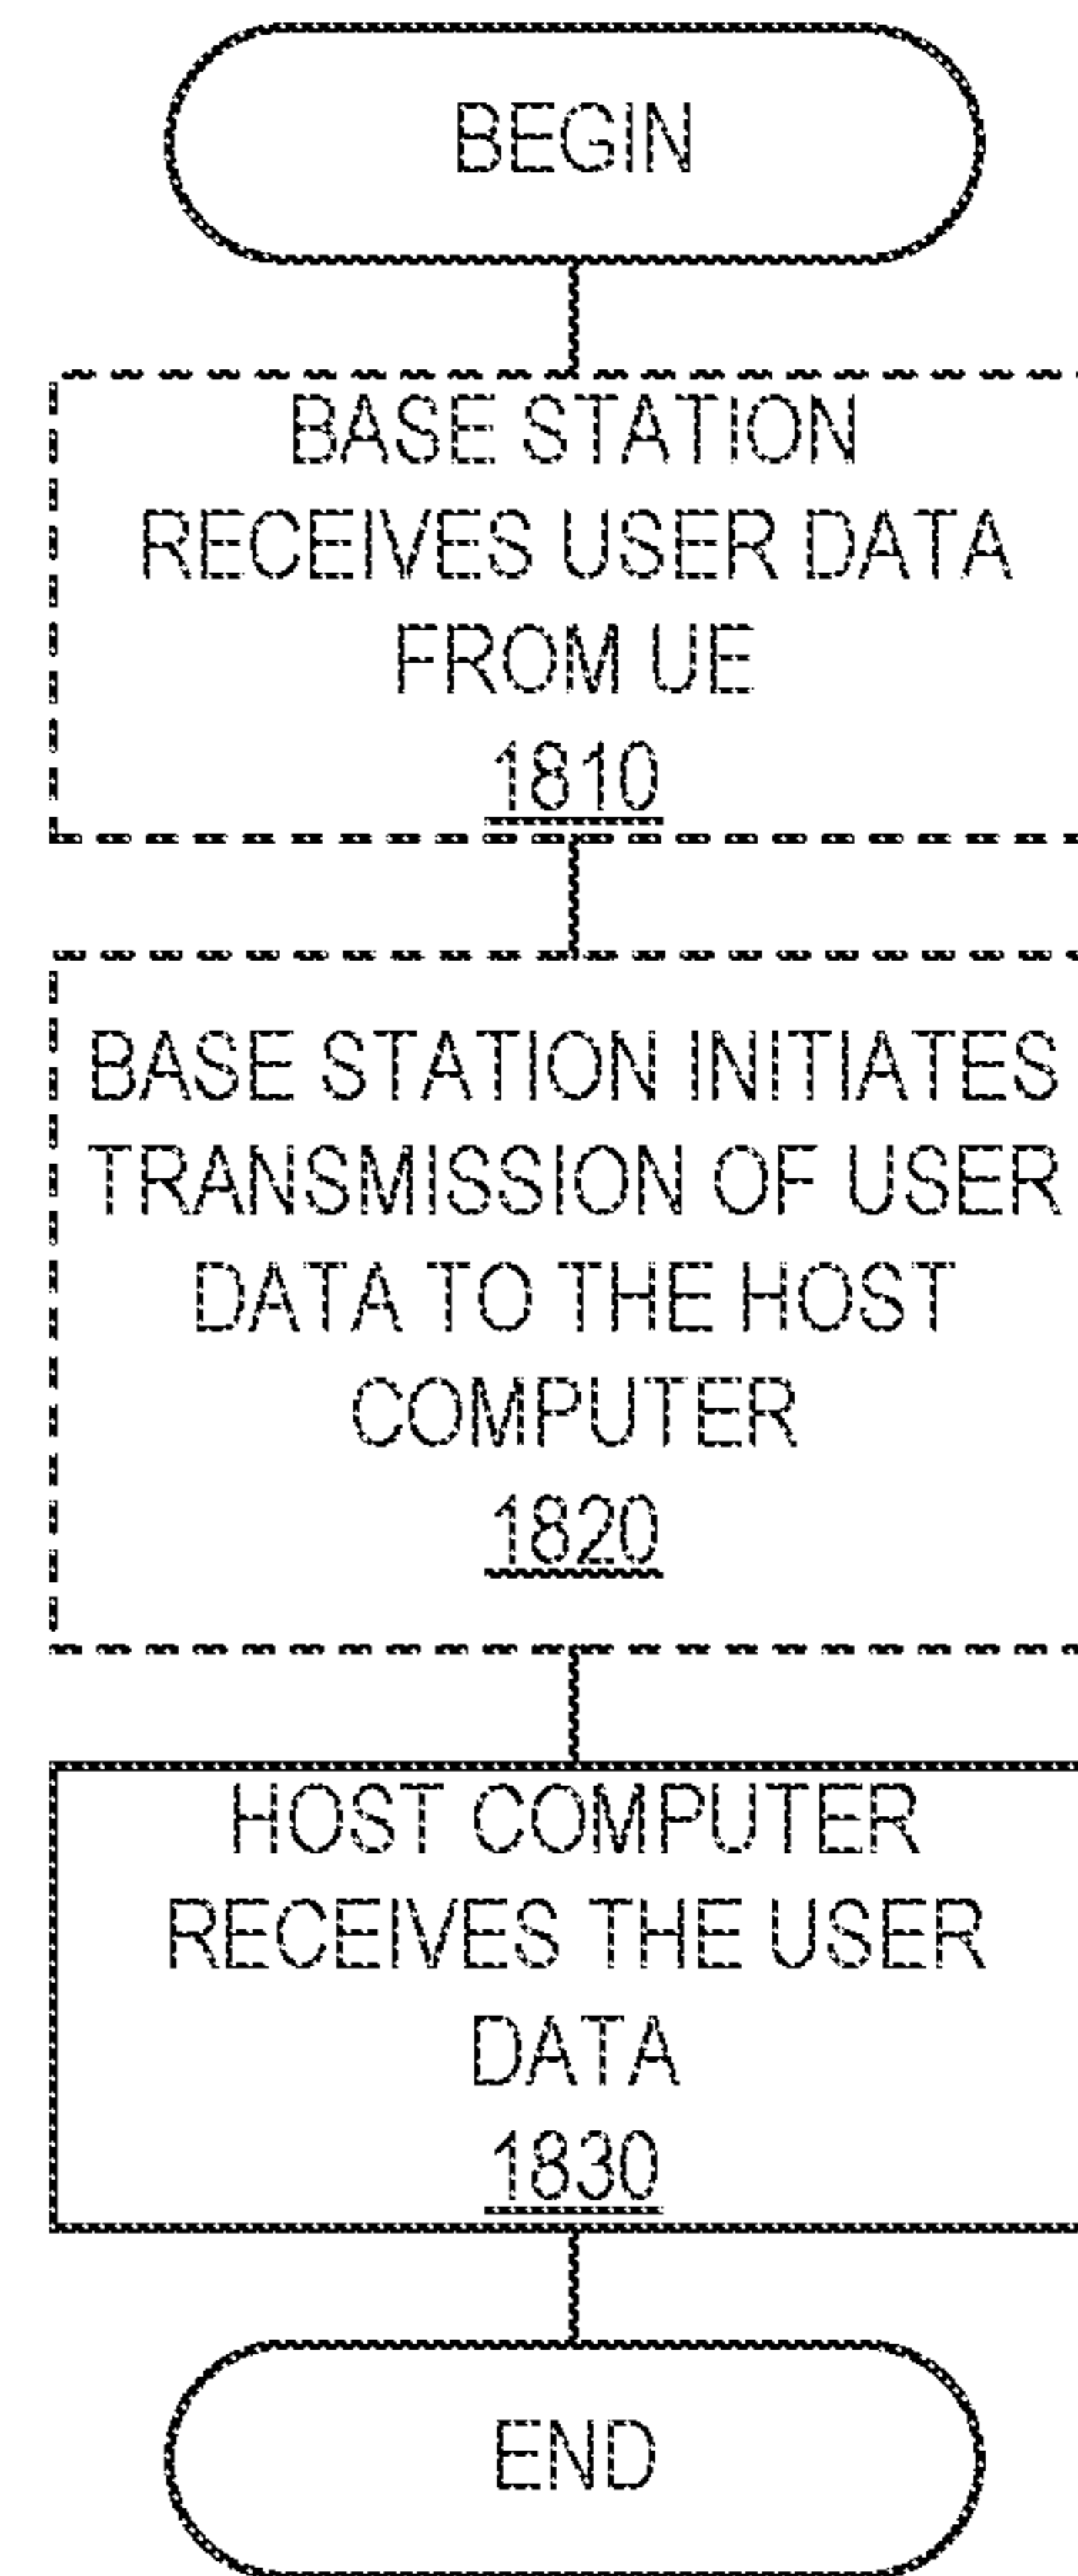 BEGIN
BASE STATION
RECEIVES USER DATA
FROM UE
1810
BASE STATION INITIATES
TRANSMISSION OF USER
DATA TO THE HOST
COMPUTER
1820
HOST COMPUTER
RECEIVES THE USER
DATA
1830
END